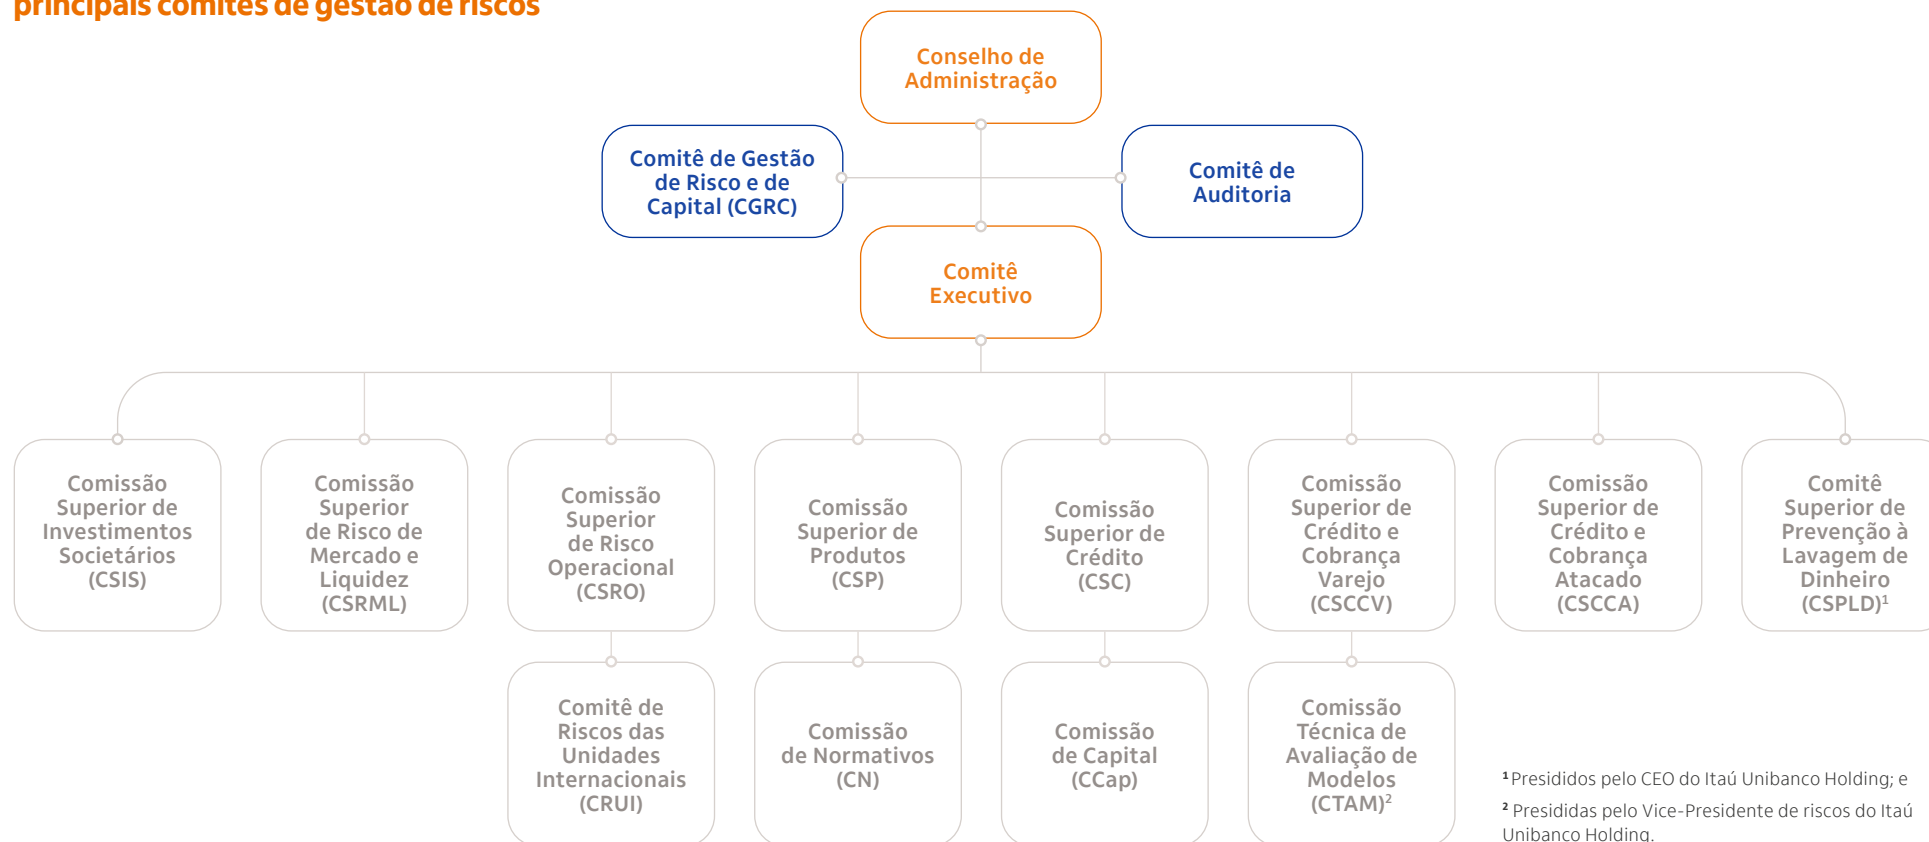 principais comitês de gestão de riscos
Conselho de
Administração
Comitê de Gestão
de Risco e de
Capital (CGRC)
Comitê de
Auditoria
Comitê
Executivo
Comissão
Superior de
Investimentos
Societários
(CSIS)
Comissão
Superior
de Risco de
Mercado e
Liquidez
(CSRML)
Comissão
Superior
de Risco
Operacional
(CSRO)
Comissão
Superior de
Produtos
(CSP)
Comissão
Superior de
Crédito
(CSC)
Comissão
Superior de
Crédito e
Cobrança
Varejo
(CSCCV)
Comissão
Superior de
Crédito e
Cobrança
Atacado
(CSCCA)
Comitê
Superior de
Prevenção à
Lavagem de
Dinheiro
(CSPLD)¹
Comitê de
Riscos das
Unidades
Internacionais
(CRUI)
Comissão
de Normativos
(CN)
Comissão
de Capital
(CCap)
Comissão
Técnica de
Avaliação de
Modelos
(CTAM)²
¹ Presididos pelo CEO do Itaú Unibanco Holding; e
² Presididas pelo Vice-Presidente de riscos do Itaú
Unibanco Holding.